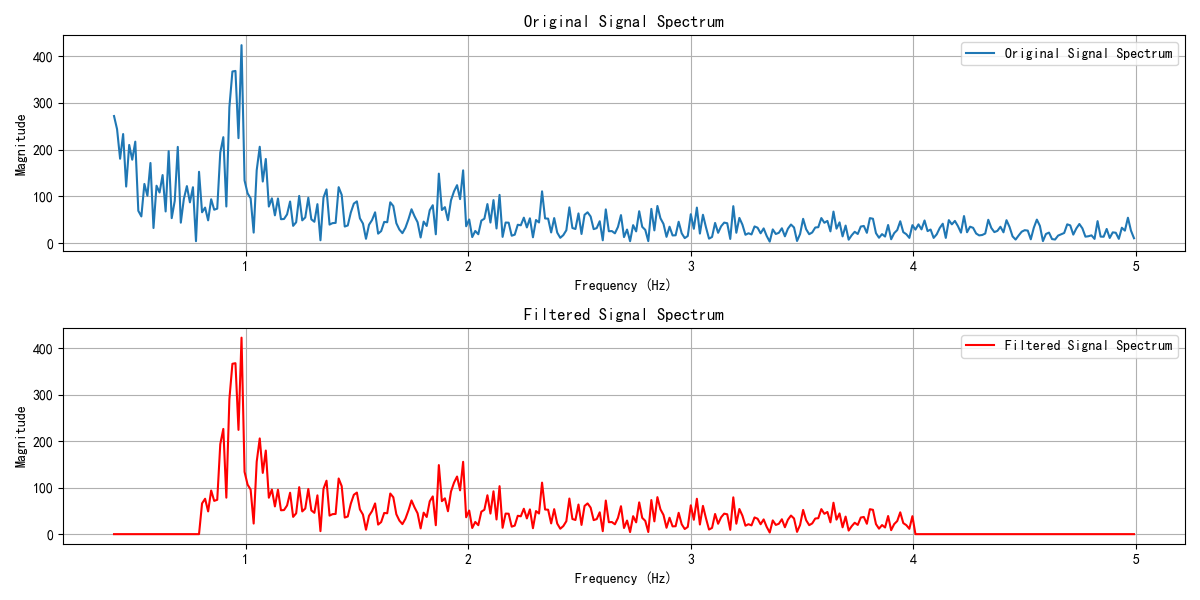 Original Signal Spectrum
Original Signal Spectrum
400
300
200
100
0
Magnitude
1
2
3
4
5
Frequency (Hz)
Filtered Signal Spectrum
Filtered Signal Spectrum
400
300
200
100
0
Magnitude
1
2
3
4
5
Frequency (Hz)